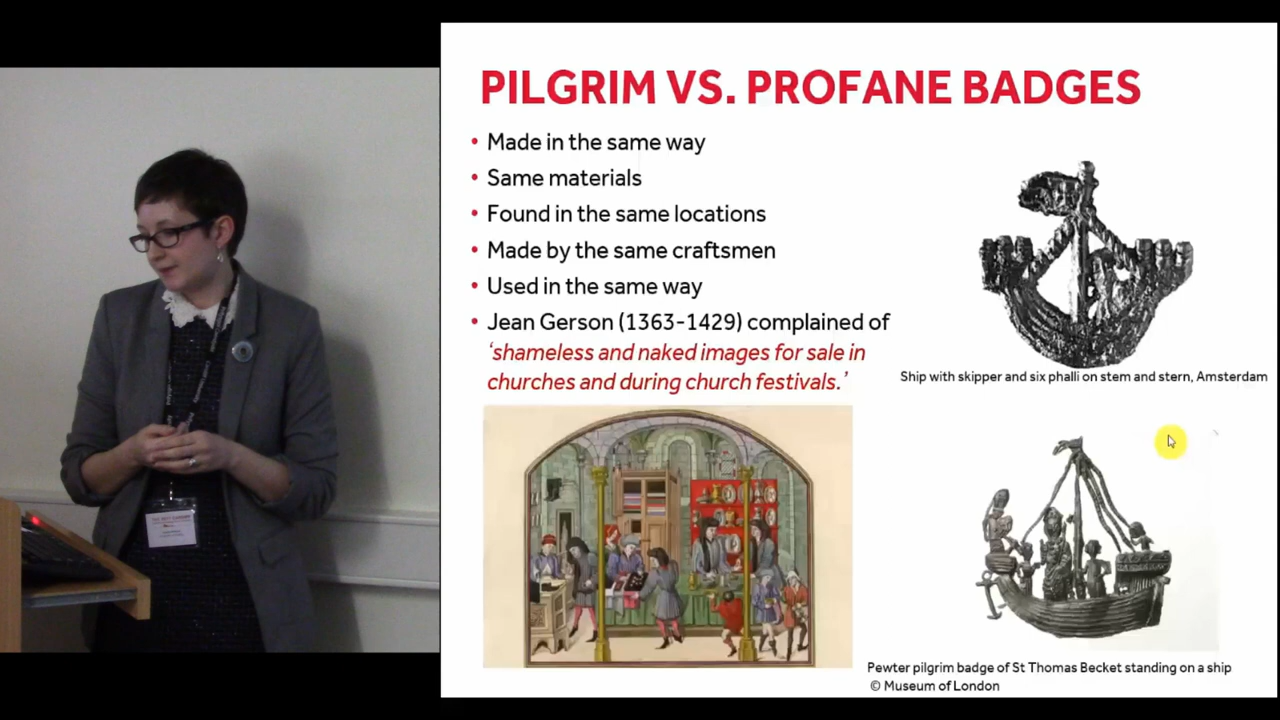 PILGRIM VS. PROFANE BADGES
• Made in the same way
• Same materials
• Found in the same locations
• Made by the same craftsmen
• Used in the same way
• Jean Gerson (1363-1429) complained of
‘shameless and naked images for sale in
churches and during church festivals.’
Ship with skipper and six phalli on stem and stern, Amsterdam
Pewter pilgrim badge of St Thomas Becket standing on a ship
© Museum of London